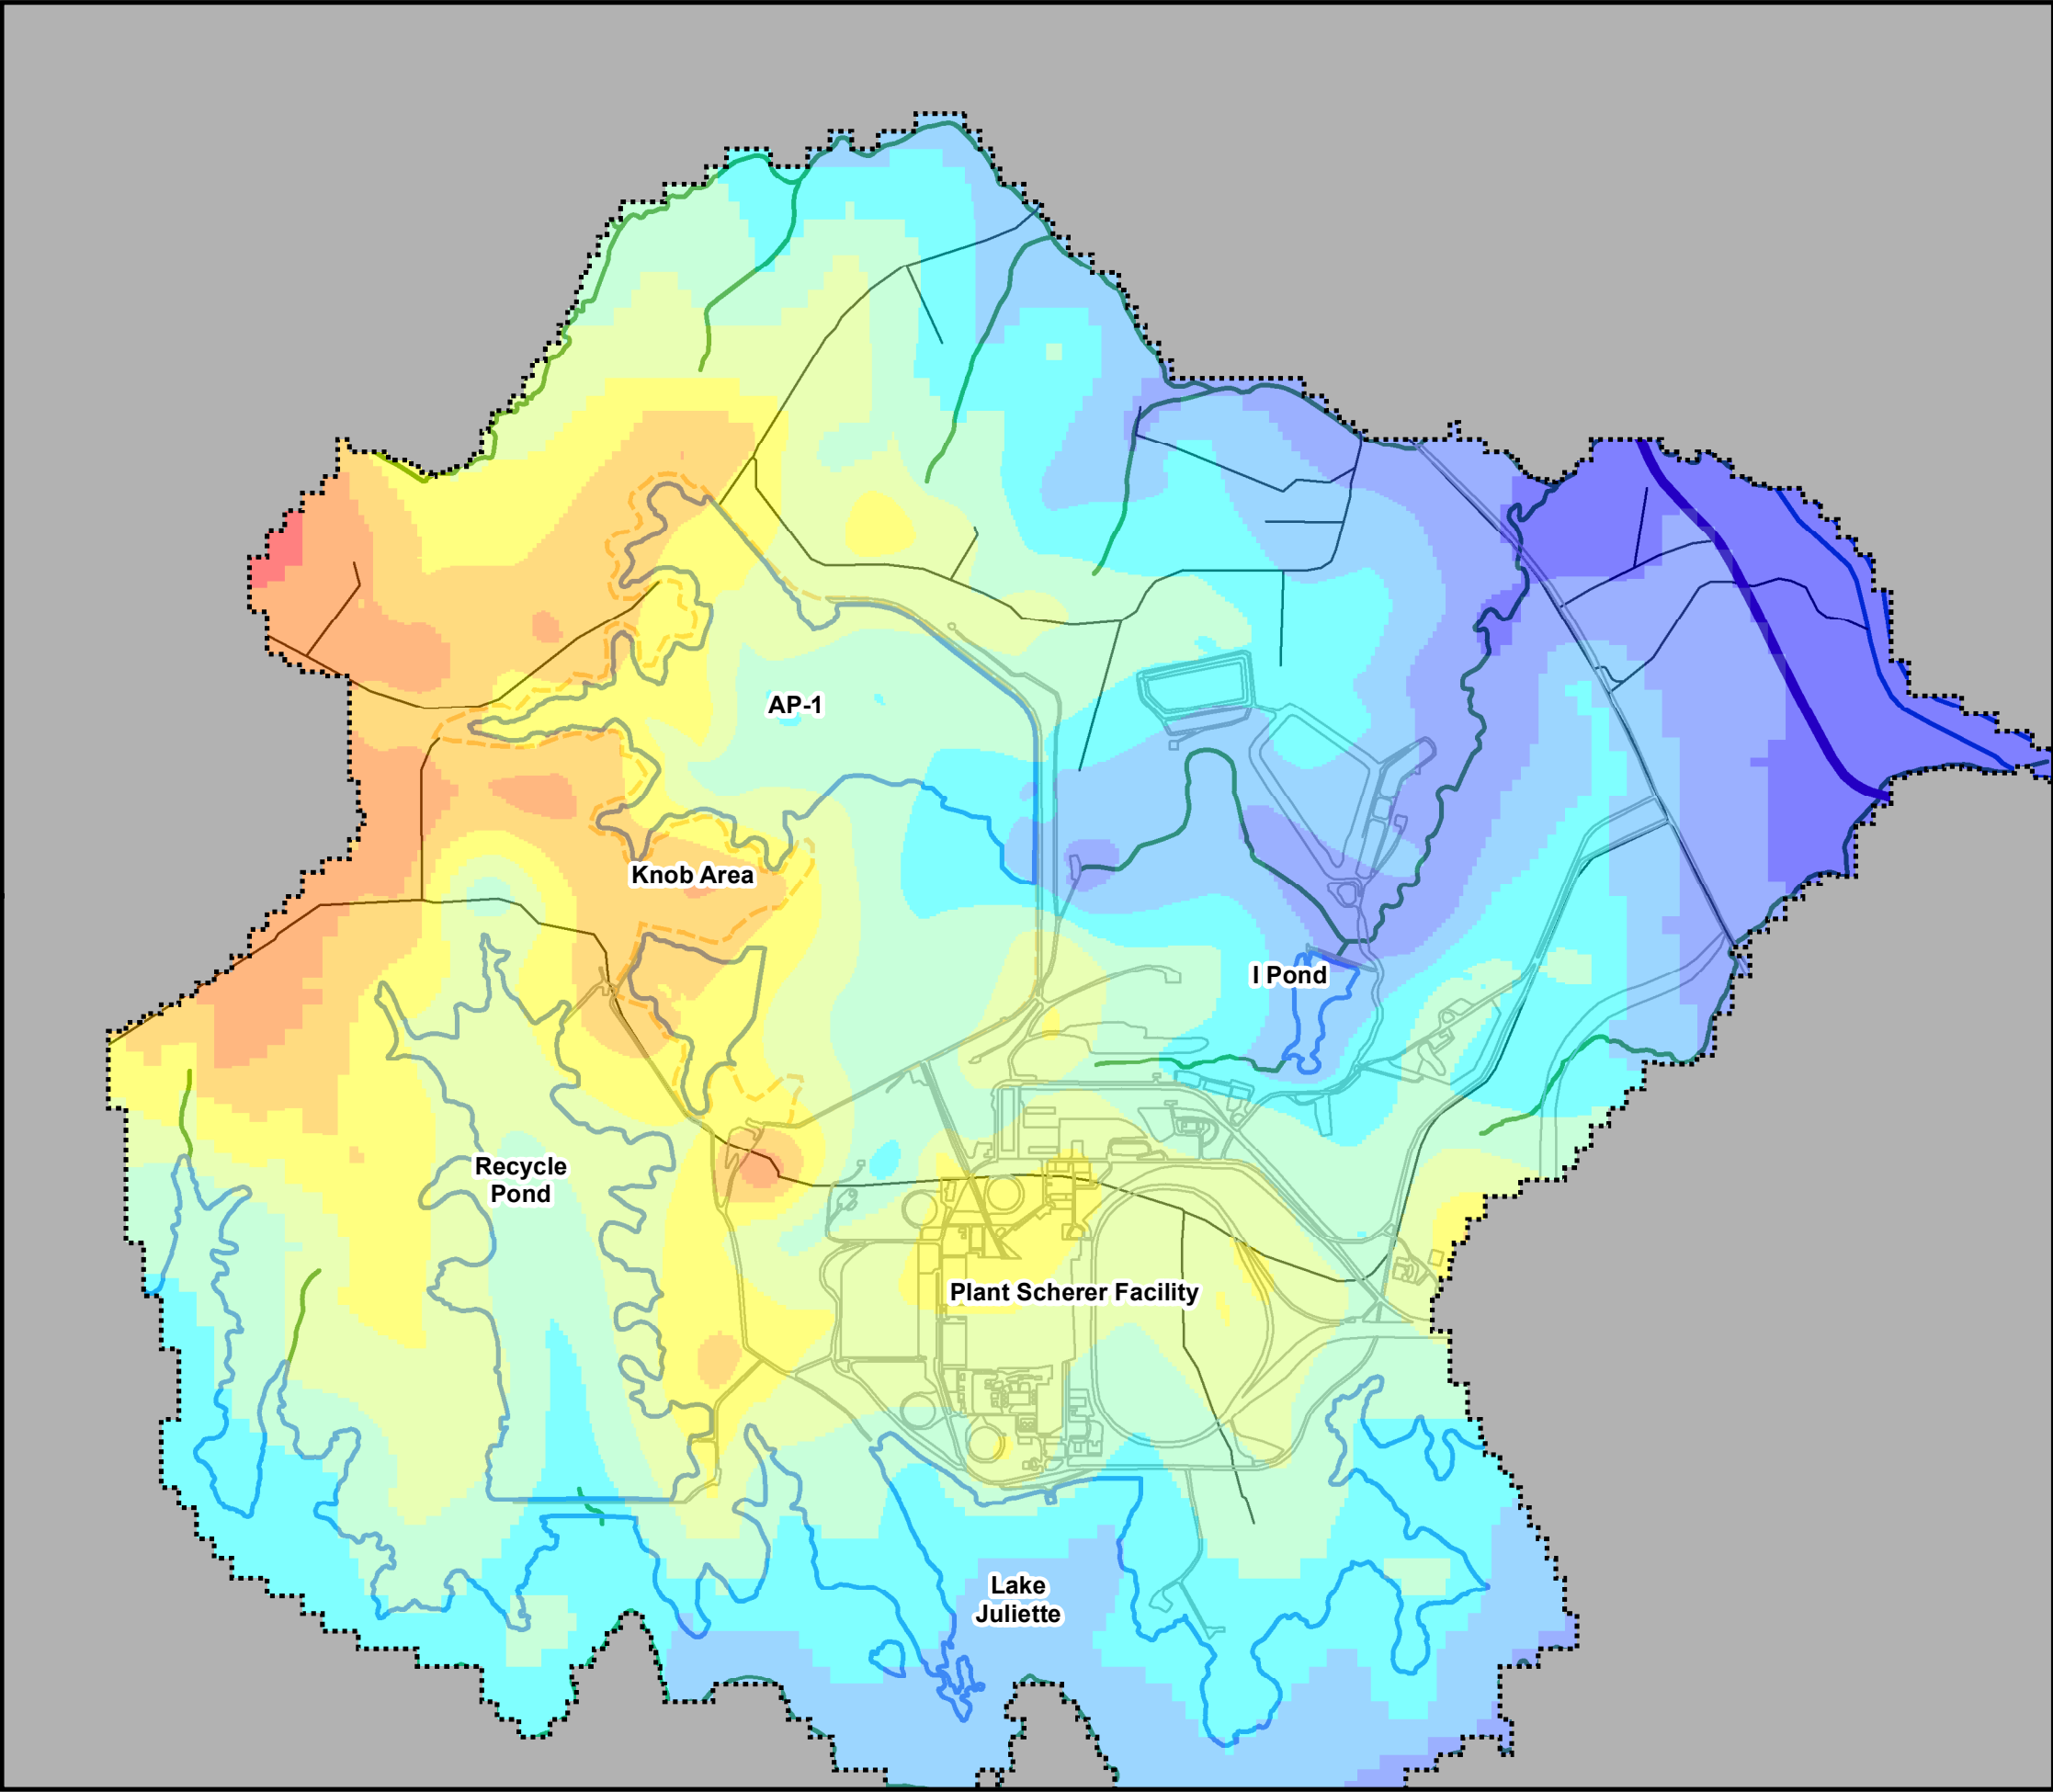 AP-1
Knob Area
I Pond
Recycle
Pond
Plant Scherer Facility
Lake
Juliette